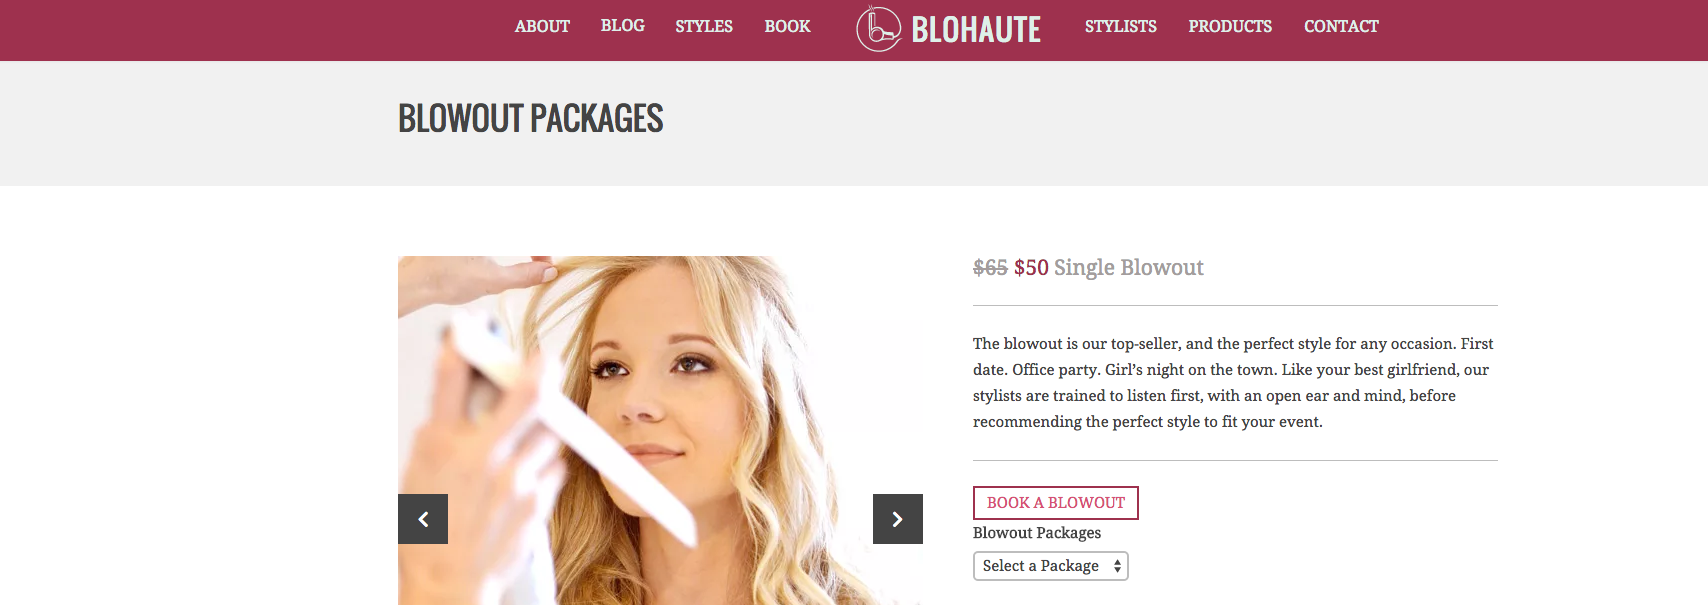 ABOUT BLOG STYLES BOOK BLOHAUTE STYLISTS PRODUCTS CONTACT
BLOWOUT PACKAGES
$65 $50 Single Blowout
The blowout is our top-seller, and the perfect style for any occasion. First
date. Office party. Girl’s night on the town. Like your best girlfriend, our
stylists are trained to listen first, with an open ear and mind, before
recommending the perfect style to fit your event.
BOOK A BLOWOUT
Blowout Packages
Select a Package